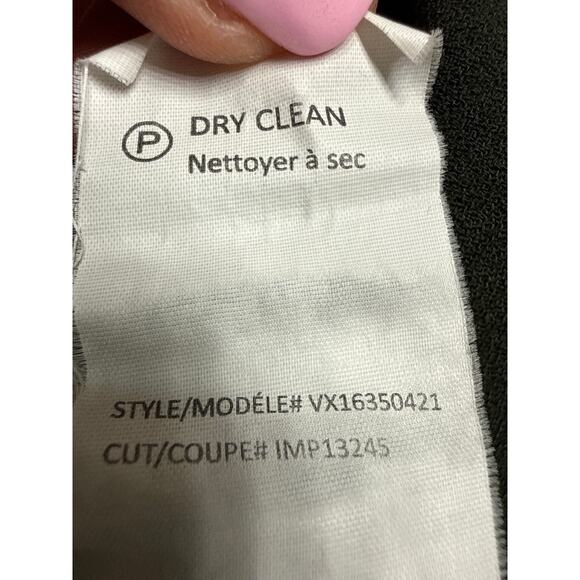 P DRY CLEAN
Nettoyer à sec
STYLE/MODÉLE# VX16350421
CUT/COUPE# IMP13245